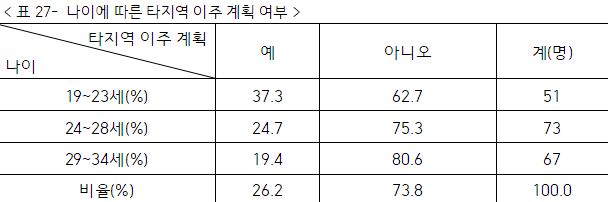 < 표 27- 나이에 따른 타지역 이주 계획 여부 >
타지역 이주 계획 예 아니오 계(명)
나이
19~23세(%) 37.3 62.7 51
24~28세(%) 24.7 75.3 73
29~34세(%) 19.4 80.6 67
비율(%) 26.2 73.8 100.0